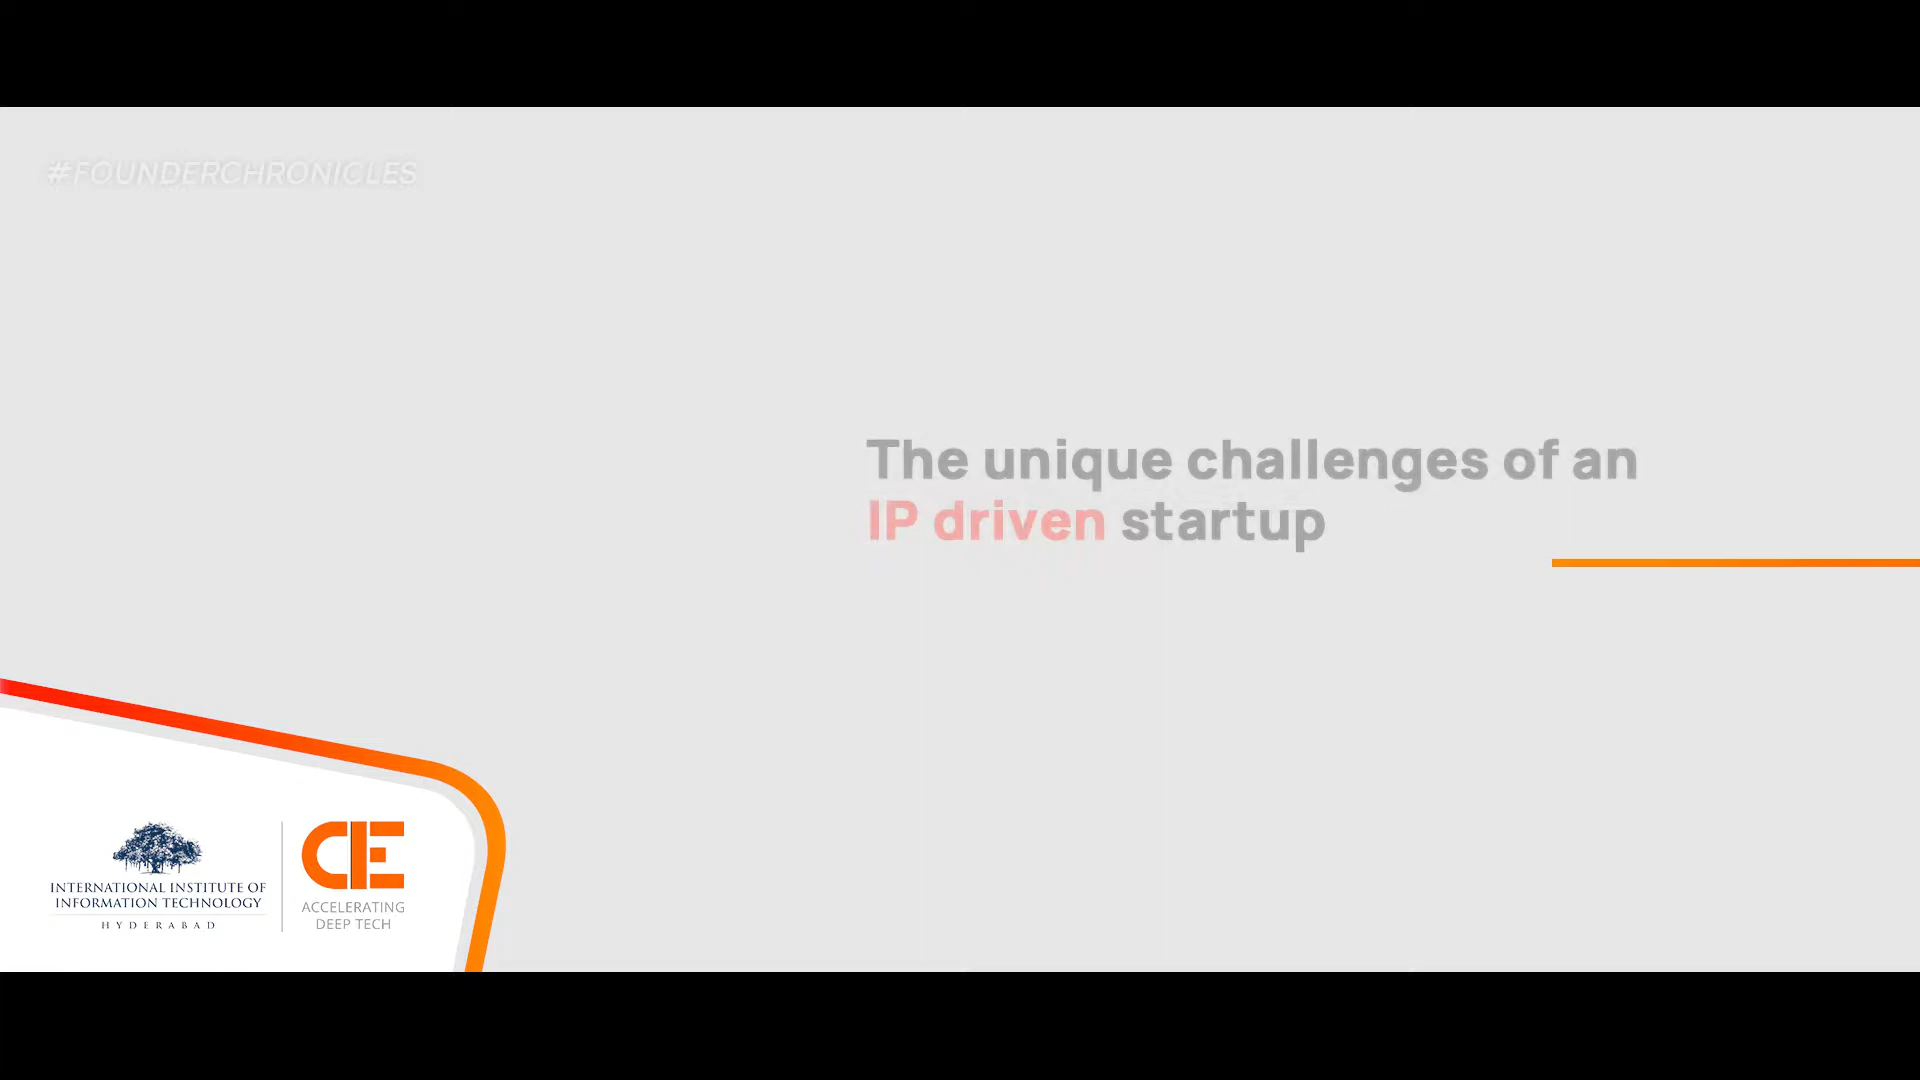 #FOUNDERCHRONICLES
The unique challenges of an
IP driven startup
INTERNATIONAL INSTITUTE OF
INFORMATION TECHNOLOGY
HYDERABAD
CIE
ACCELERATING
DEEP TECH